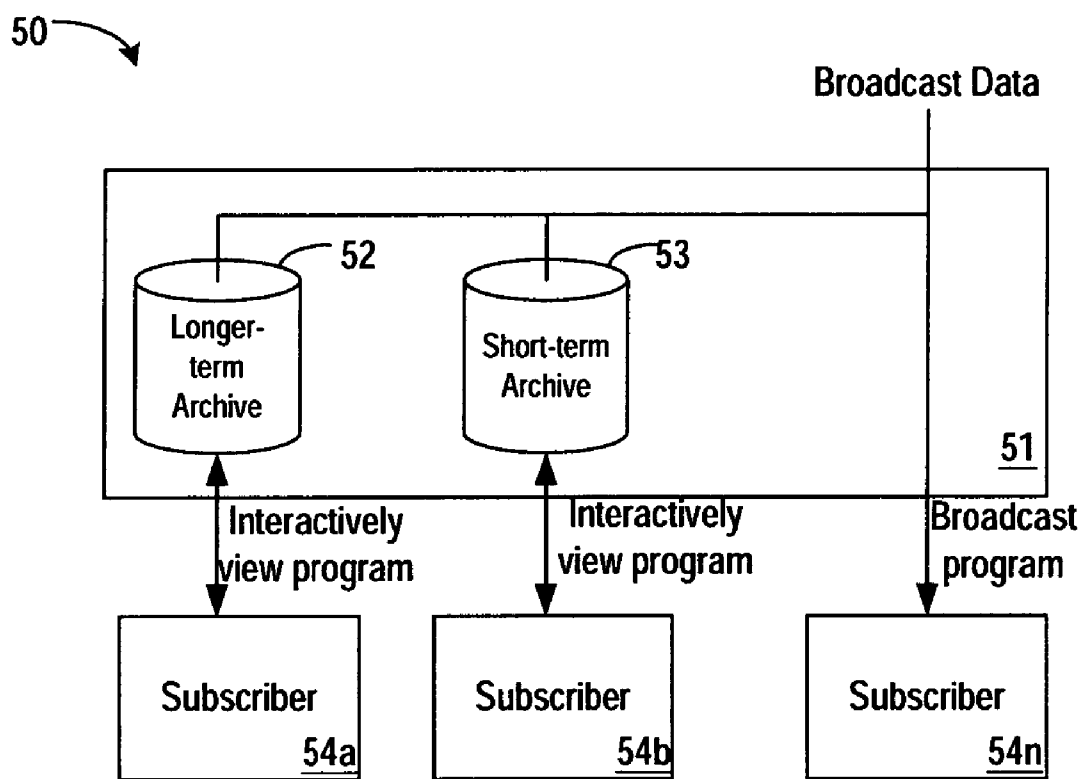 50
Broadcast Data
52
53
Longer-
term
Archive
Short-term
Archive
51
Interactively
view program
Interactively
view program
Broadcast
program
Subscriber
54a
Subscriber
54b
Subscriber
54n